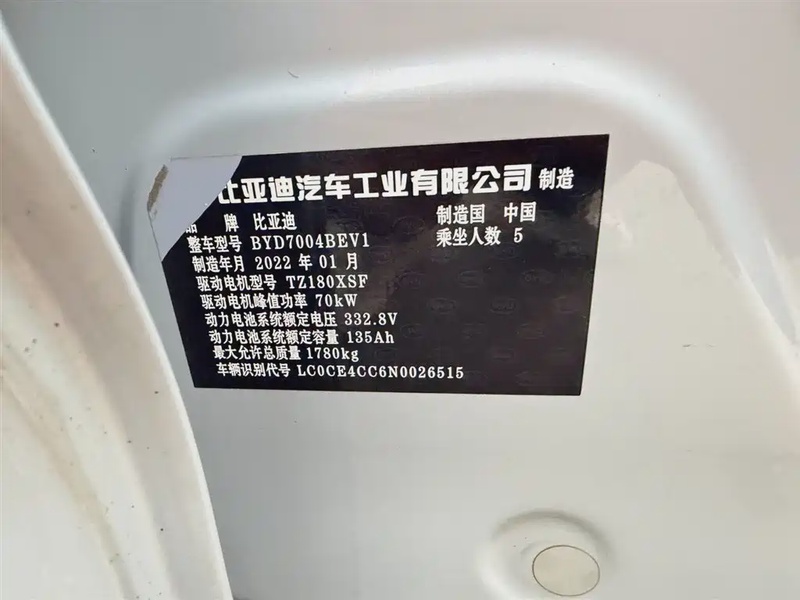 比亚迪汽车工业有限公司 制造
品 牌 比亚迪 制造国 中国
整车型号 BYD7004BEV1 乘坐人数 5
制造年月 2022 年 01 月
驱动电机型号 TZ180XSF
驱动电机峰值功率 70kW
动力电池系统额定电压 332.8V
动力电池系统额定容量 135Ah
最大允许总质量 1780kg
车辆识别代号 LC0CE4CC6N0026515